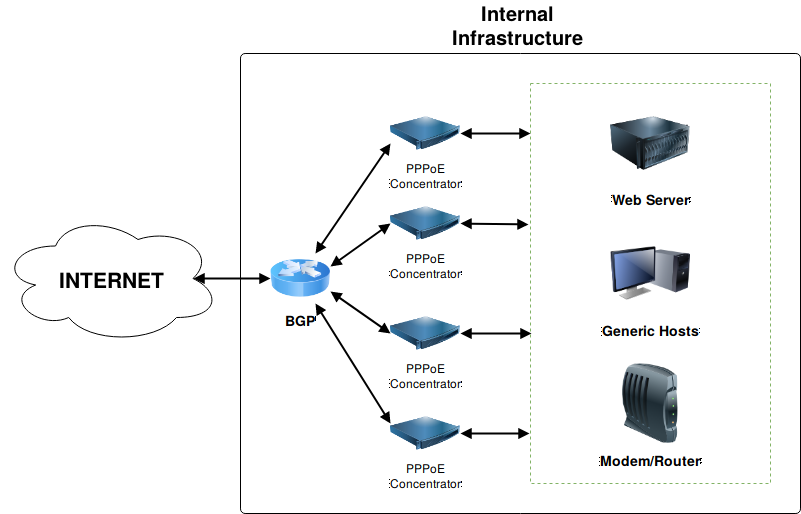 Internal
Infrastructure
PPPoE
Concentrator
Web Server
PPPoE
Concentrator
INTERNET
BGP
Generic Hosts
PPPoE
Concentrator
Modem/Router
PPPoE
Concentrator